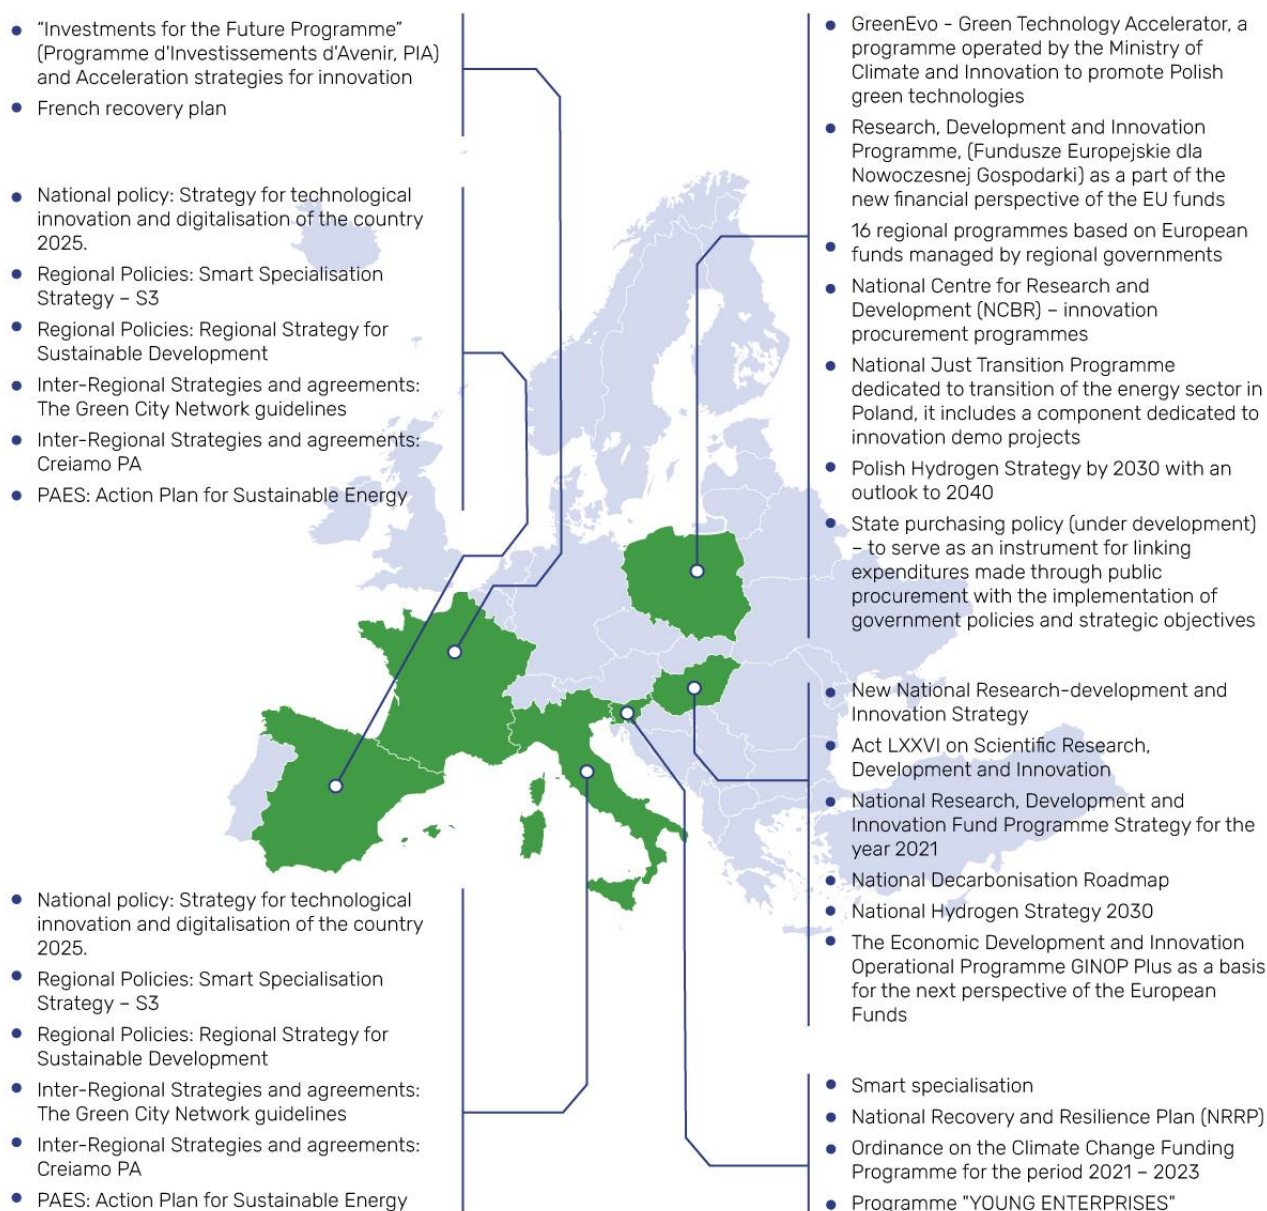 "Investments for the Future Programme"
(Programme d'Investissements d'Avenir, PIA)
and Acceleration strategies for innovation
French recovery plan
National policy: Strategy for technological
innovation and digitalisation of the country
2025.
Regional Policies: Smart Specialisation
Strategy – S3
Regional Policies: Regional Strategy for
Sustainable Development
Inter-Regional Strategies and agreements:
The Green City Network guidelines
Inter-Regional Strategies and agreements:
Creiamo PA
PAES: Action Plan for Sustainable Energy
National policy: Strategy for technological
innovation and digitalisation of the country
2025.
Regional Policies: Smart Specialisation
Strategy – S3
Regional Policies: Regional Strategy for
Sustainable Development
Inter-Regional Strategies and agreements:
The Green City Network guidelines
Inter-Regional Strategies and agreements:
Creiamo PA
PAES: Action Plan for Sustainable Energy
GreenEvo - Green Technology Accelerator, a
programme operated by the Ministry of
Climate and Innovation to promote Polish
green technologies
Research, Development and Innovation
Programme, (Fundusze Europejskie dla
Nowoczesnej Gospodarki) as a part of the
new financial perspective of the EU funds
16 regional programmes based on European
funds managed by regional governments
National Centre for Research and
Development (NCBR) – innovation
procurement programmes
National Just Transition Programme
dedicated to transition of the energy sector in
Poland, it includes a component dedicated to
innovation demo projects
Polish Hydrogen Strategy by 2030 with an
outlook to 2040
State purchasing policy (under development)
– to serve as an instrument for linking
expenditures made through public
procurement with the implementation of
government policies and strategic objectives
New National Research-development and
Innovation Strategy
Act LXXVI on Scientific Research,
Development and Innovation
National Research, Development and
Innovation Fund Programme Strategy for the
year 2021
National Decarbonisation Roadmap
National Hydrogen Strategy 2030
The Economic Development and Innovation
Operational Programme GINOP Plus as a basis
for the next perspective of the European
Funds
Smart specialisation
National Recovery and Resilience Plan (NRRP)
Ordinance on the Climate Change Funding
Programme for the period 2021 – 2023
Programme "YOUNG ENTERPRISES"